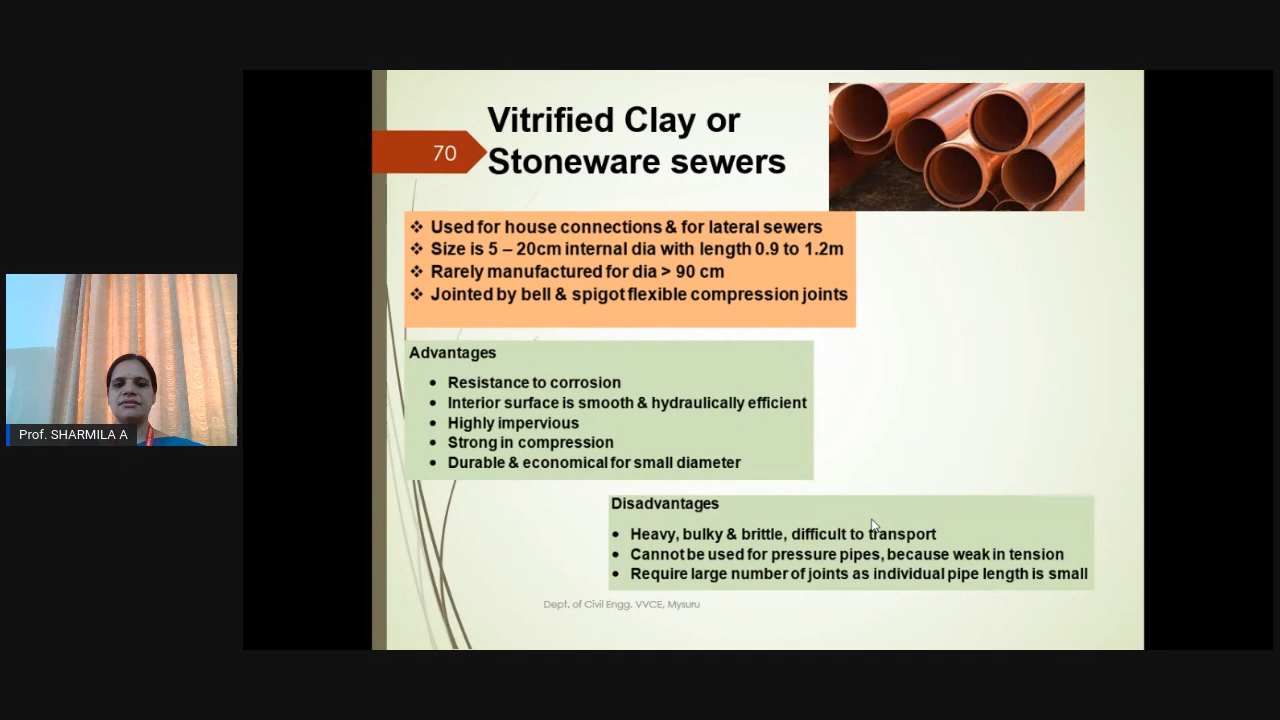 Vitrified Clay or
Stoneware sewers
70
❖ Used for house connections & for lateral sewers
❖ Size is 5 – 20cm internal dia with length 0.9 to 1.2m
❖ Rarely manufactured for dia > 90 cm
❖ Jointed by bell & spigot flexible compression joints
Advantages
• Resistance to corrosion
• Interior surface is smooth & hydraulically efficient
• Highly impervious
• Strong in compression
• Durable & economical for small diameter
Disadvantages
• Heavy, bulky & brittle, difficult to transport
• Cannot be used for pressure pipes, because weak in tension
• Require large number of joints as individual pipe length is small
Dept. of Civil Engg. VVCE, Mysuru
Prof. SHARMILA A